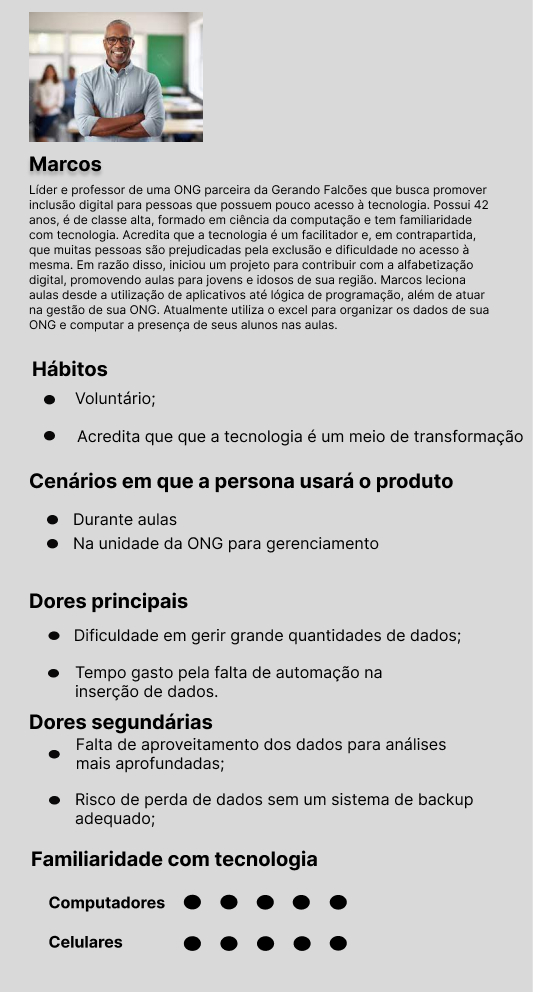 Marcos
Líder e professor de uma ONG parceira da Gerando Falcões que busca promover
inclusão digital para pessoas que possuem pouco acesso à tecnologia. Possui 42
anos, é de classe alta, formado em ciência da computação e tem familiaridade
com tecnologia. Acredita que a tecnologia é um facilitador e, em contrapartida,
que muitas pessoas são prejudicadas pela exclusão e dificuldade no acesso à
mesma. Em razão disso, iniciou um projeto para contribuir com a alfabetização
digital, promovendo aulas para jovens e idosos de sua região. Marcos leciona
aulas desde a utilização de aplicativos até lógica de programação, além de atuar
na gestão de sua ONG. Atualmente utiliza o excel para organizar os dados de sua
ONG e computar a presença de seus alunos nas aulas.
Hábitos
Voluntário;
Acredita que que a tecnologia é um meio de transformação
Cenários em que a persona usará o produto
Durante aulas
Na unidade da ONG para gerenciamento
Dores principais
Dificuldade em gerir grande quantidades de dados;
Tempo gasto pela falta de automação na
inserção de dados.
Dores segundárias
Falta de aproveitamento dos dados para análises
mais aprofundadas;
Risco de perda de dados sem um sistema de backup
adequado;
Familiaridade com tecnologia
Computadores
Celulares